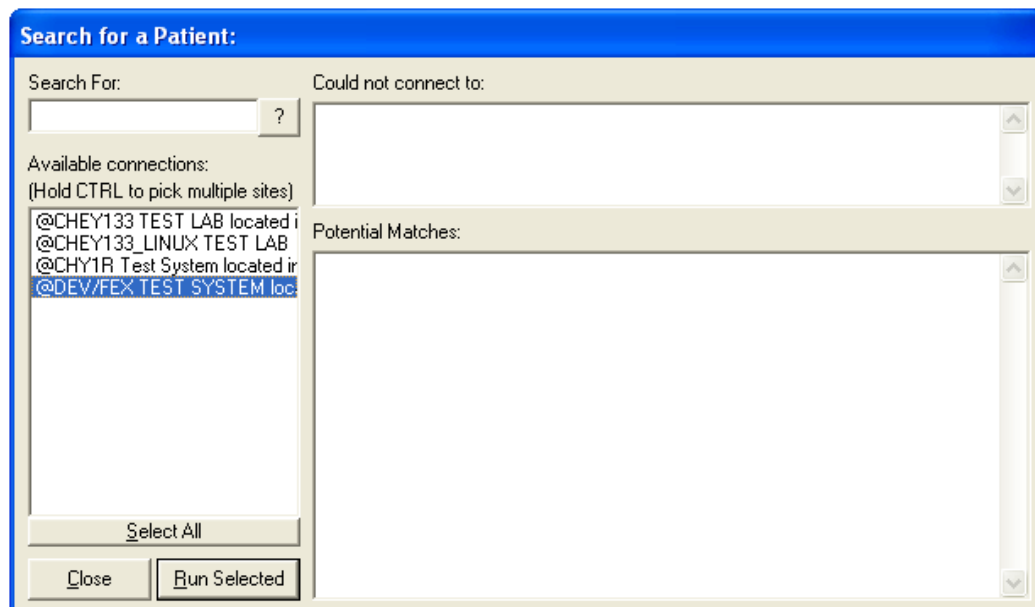 Search for a Patient:
Search For:
?
Available connections:
(Hold CTRL to pick multiple sites)
@CHEY133 TEST LAB located i
@CHEY133_LINUX TEST LAB
@CHY1R Test System located ir
@DEV/FEX TEST SYSTEM loc
Select All
Close
Run Selected
Could not connect to:
Potential Matches: